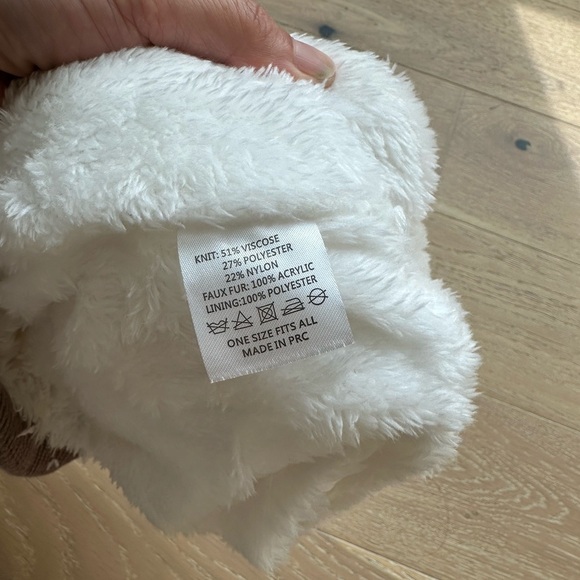 KNIT: 51% VISCOSE
27% POLYESTER
22% NYLON
FAUX FUR: 100% ACRYLIC
LINING:100% POLYESTER
ONE SIZE FITS ALL
MADE IN PRC